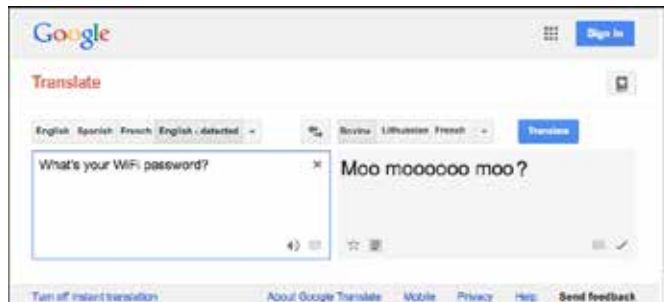 Google
Sign in
Translate
English Spanish French English - detected
Bovine Lithuanian French
Translate
What's your WiFi password?
Moo moooooo moo?
Turn off instant translation
About Google Translate Mobile Privacy Help Send feedback